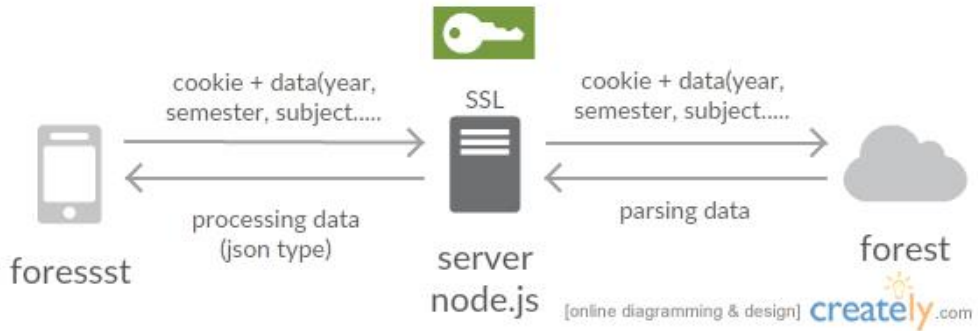 cookie + data(year,
semester, subject.....
SSL
cookie + data(year,
semester, subject.....
processing data
(json type)
parsing data
foressst
server
node.js
forest
[online diagramming & design] creately.com